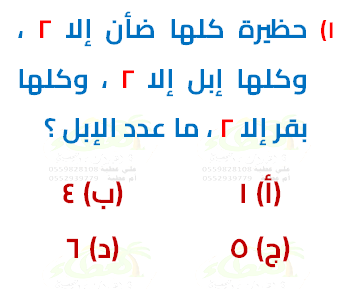 ١) حظيرة كلها ضأن إلا ٢ ،
وكلها إبل إلا ٢ ، وكلها
بقر إلا ٢ ، ما عدد الإبل ؟
(أ) ١ (ب) ٤
(ج) ٥ (د) ٦